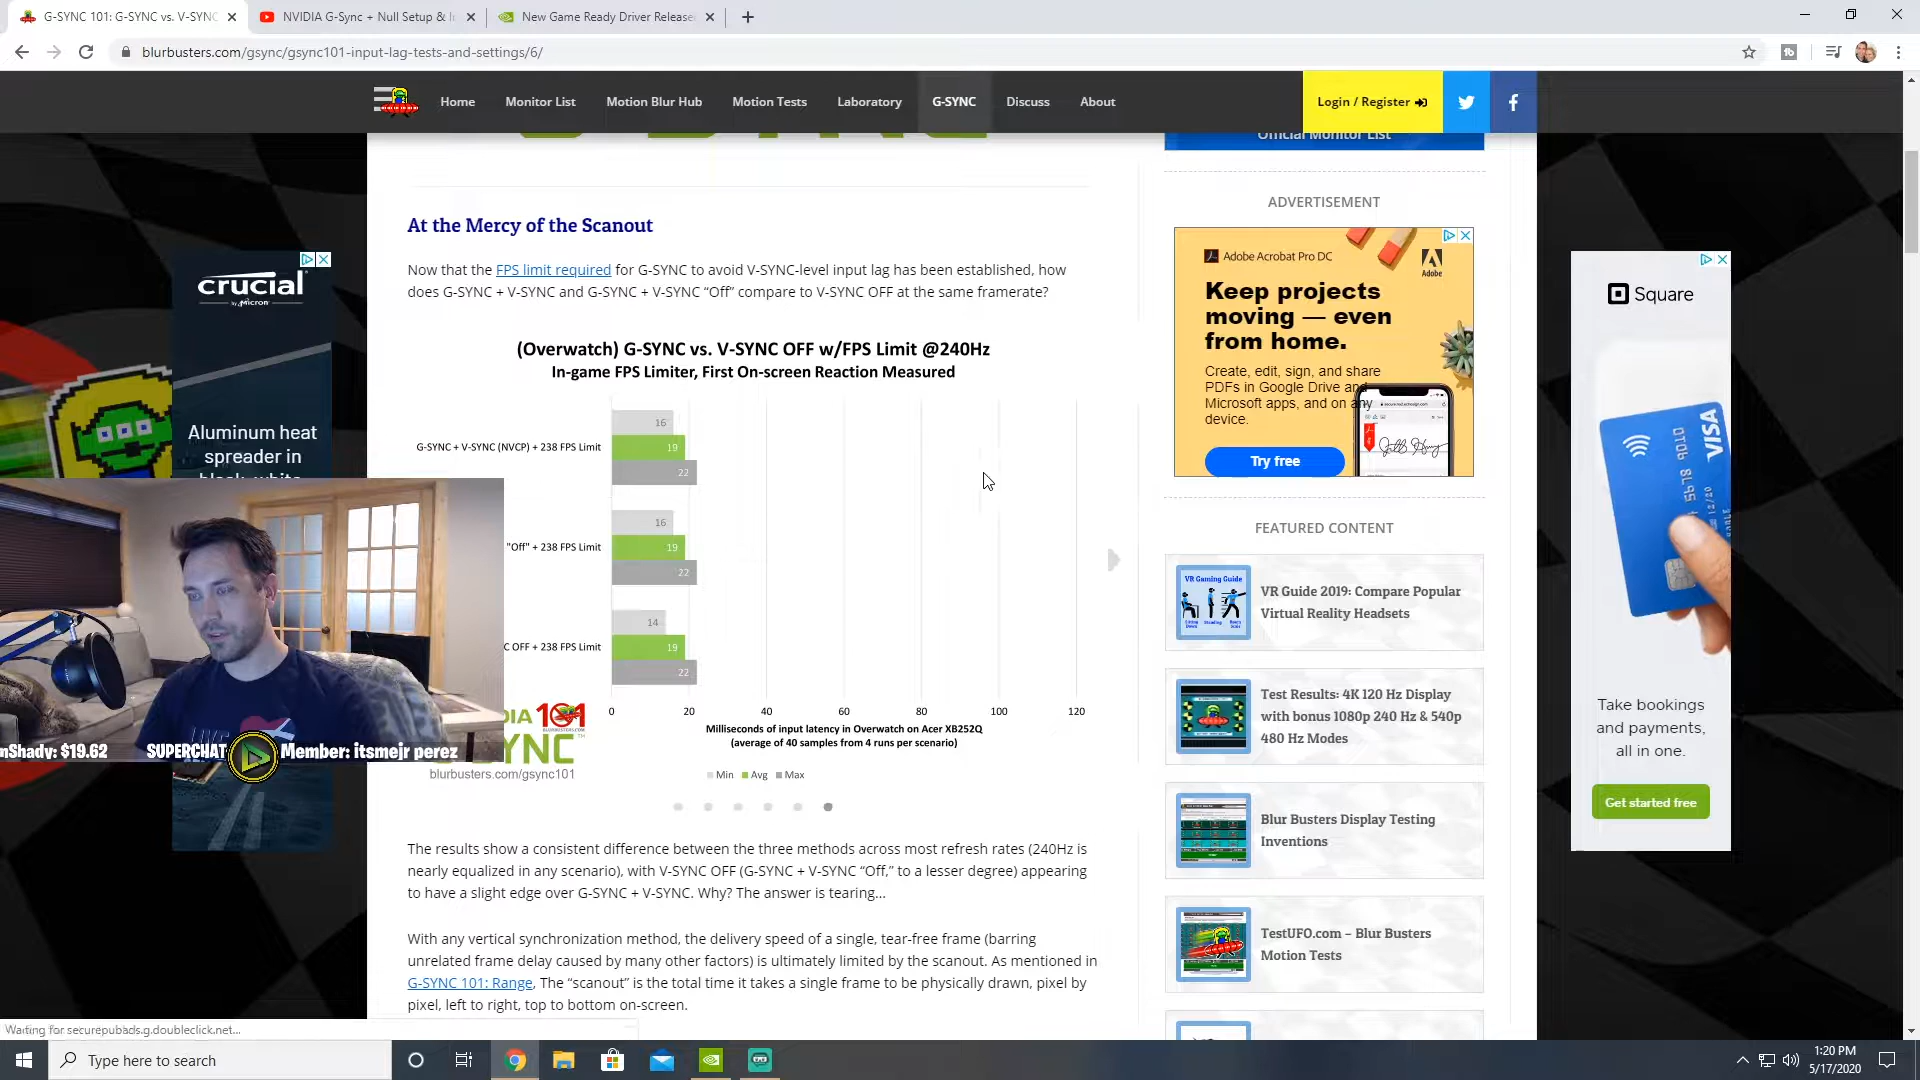 G-SYNC 101: G-SYNC vs. V-SYNC
NVIDIA G-Sync + Null Setup &
New Game Ready Driver Release
blurbusters.com/gsync/gsync101-input-lag-tests-and-settings/6/
Home
Monitor List
Motion Blur Hub
Motion Tests
Laboratory
G-SYNC
Discuss
About
Login / Register
Official Monitor List
At the Mercy of the Scanout
Now that the FPS limit required for G-SYNC to avoid V-SYNC-level input lag has been established, how
does G-SYNC + V-SYNC and G-SYNC + V-SYNC “Off” compare to V-SYNC OFF at the same framerate?
(Overwatch) G-SYNC vs. V-SYNC OFF w/FPS Limit @240Hz
In-game FPS Limiter, First On-screen Reaction Measured
G-SYNC + V-SYNC (NVCP) + 238 FPS Limit
16
19
22
"Off" + 238 FPS Limit
16
19
22
C OFF + 238 FPS Limit
14
19
22
0 20 40 60 80 100 120
Milliseconds of input latency in Overwatch on Acer XB252Q
(average of 40 samples from 4 runs per scenario)
Min Avg Max
DIA 101
YNC
blurbusters.com/gsync101
The results show a consistent difference between the three methods across most refresh rates (240Hz is
nearly equalized in any scenario), with V-SYNC OFF (G-SYNC + V-SYNC “Off,” to a lesser degree) appearing
to have a slight edge over G-SYNC + V-SYNC. Why? The answer is tearing…
With any vertical synchronization method, the delivery speed of a single, tear-free frame (barring
unrelated frame delay caused by many other factors) is ultimately limited by the scanout. As mentioned in
G-SYNC 101: Range, The “scanout” is the total time it takes a single frame to be physically drawn, pixel by
pixel, left to right, top to bottom on-screen.
crucial
by Micron
Aluminum heat
spreader in
mShady: $19.62
SUPERCHAT
Member: itsmejr perez
ADVERTISEMENT
Adobe Acrobat Pro DC
Adobe
Keep projects
moving — even
from home.
Create, edit, sign, and share
PDFs in Google Drive and
Microsoft apps, and on any
device.
Try free
FEATURED CONTENT
VR Gaming Guide
VR Guide 2019: Compare Popular
Virtual Reality Headsets
Test Results: 4K 120 Hz Display
with bonus 1080p 240 Hz & 540p
480 Hz Modes
Blur Busters Display Testing
Inventions
TestUFO.com – Blur Busters
Motion Tests
Square
VISA
Take bookings
and payments,
all in one.
Get started free
Waiting for securepubads.g.doubleclick.net...
Type here to search
1:20 PM
5/17/2020